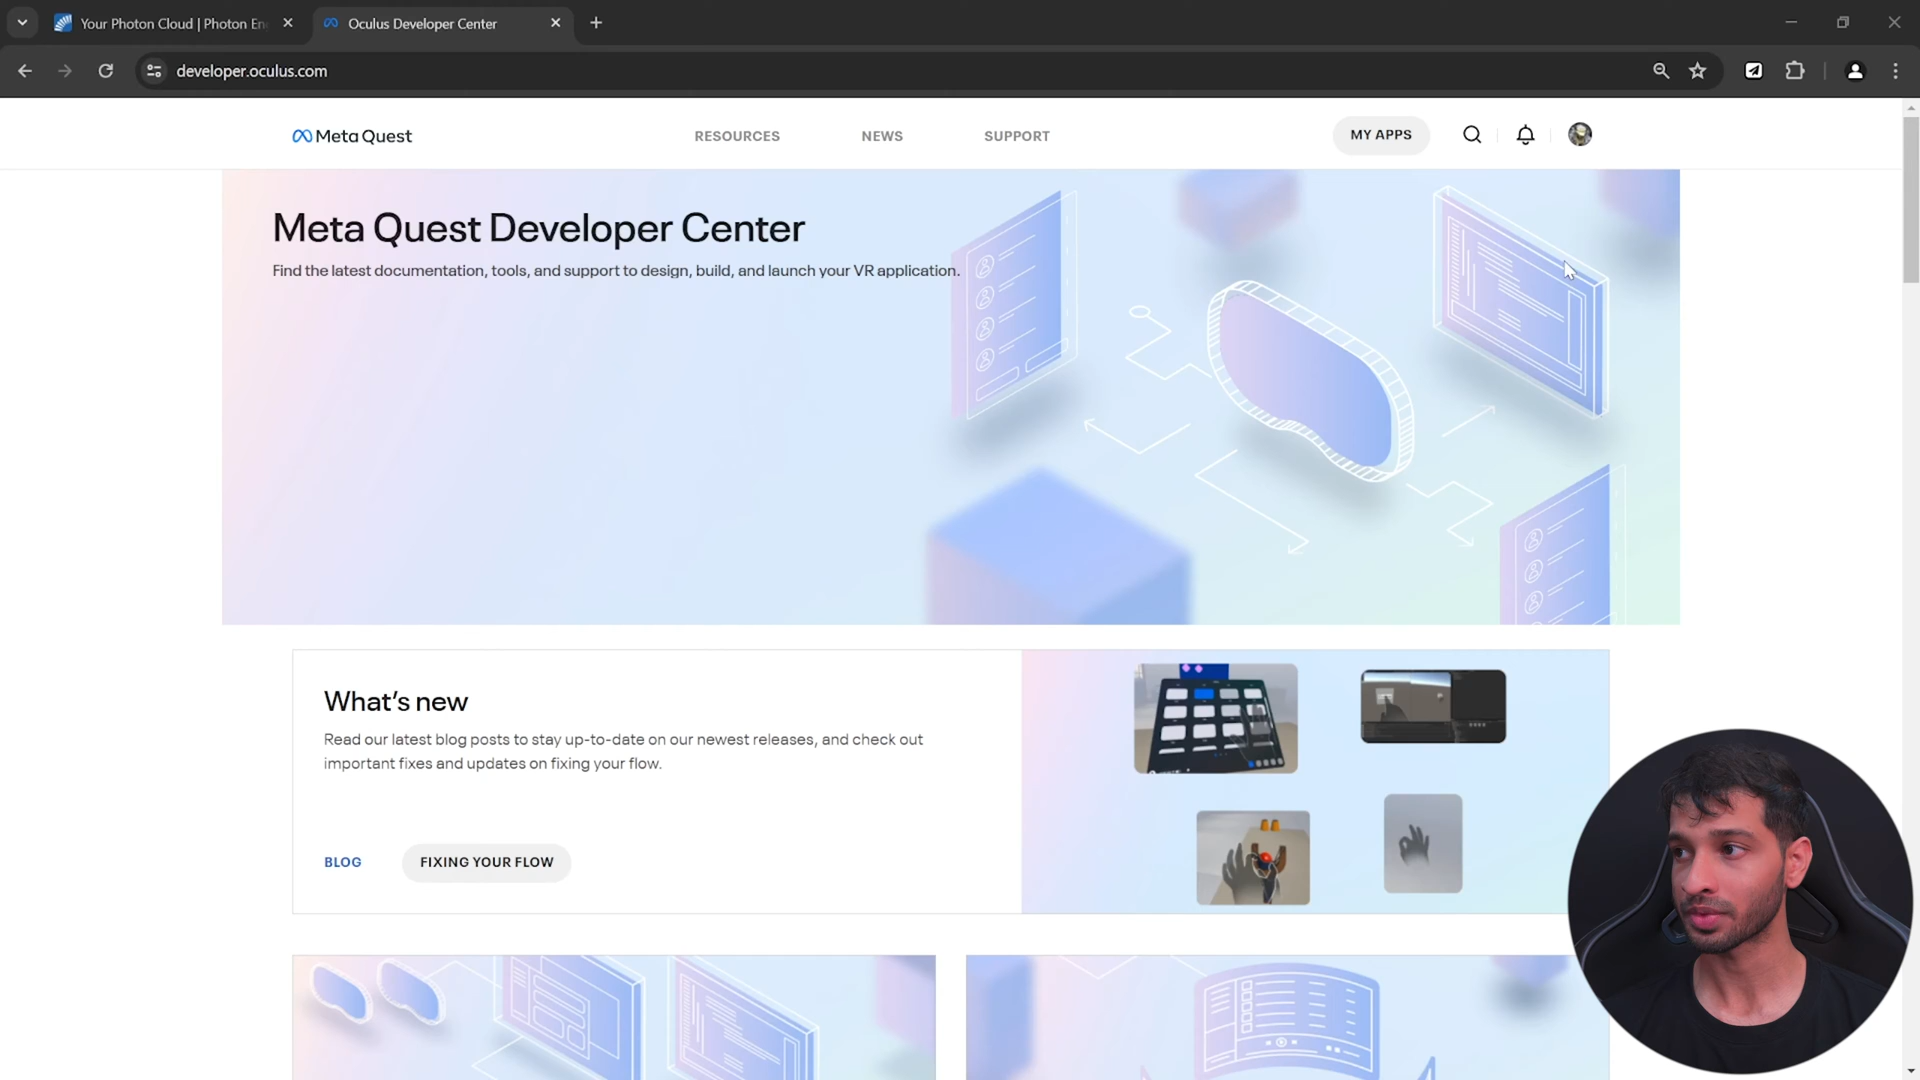 Your Photon Cloud | Photon En
Oculus Developer Center
developer.oculus.com
Meta Quest
RESOURCES
NEWS
SUPPORT
MY APPS
Meta Quest Developer Center
Find the latest documentation, tools, and support to design, build, and launch your VR application.
What's new
Read our latest blog posts to stay up-to-date on our newest releases, and check out
important fixes and updates on fixing your flow.
BLOG
FIXING YOUR FLOW